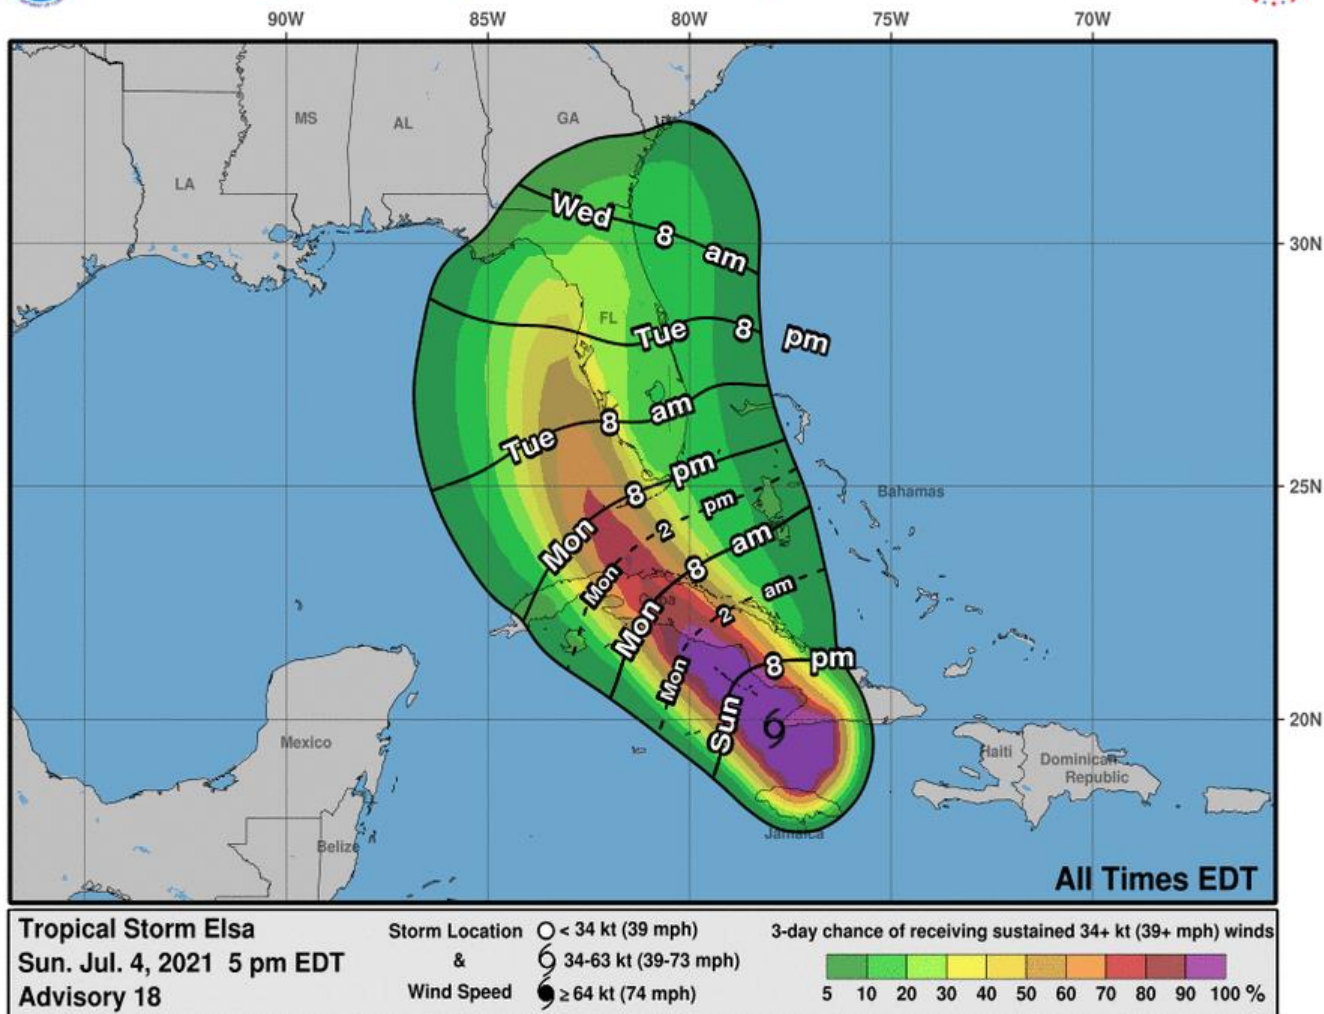 90W 85W 80W 75W 70W
MS AL GA
LA
Wed 8 am
30N
FL
Tue 8 pm
Tue 8 am
Mon 8 pm
25N
Bahamas
Mon 2 pm
Mon 8 am
Mon 2 am
Sun 8 pm
20N
Mexico
Haiti
Dominican
Republic
Jamaica
Belize
All Times EDT
Tropical Storm Elsa
Sun. Jul. 4, 2021 5 pm EDT
Advisory 18
Storm Location
&
Wind Speed
< 34 kt (39 mph)
34-63 kt (39-73 mph)
≥ 64 kt (74 mph)
3-day chance of receiving sustained 34+ kt (39+ mph) winds
5 10 20 30 40 50 60 70 80 90 100 %